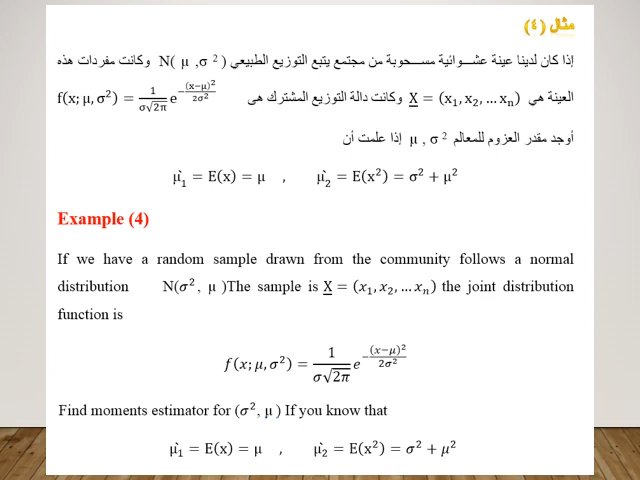 مثال (٤)
إذا كان لدينا عينة عشـــوائية مســـحوبة من مجتمع يتبع التوزيع الطبيعي N( μ ,σ ²) وكانت مفردات هذه
العينة هي X = (x₁, x₂, … xₙ) وكانت دالة التوزيع المشترك هى f(x; μ, σ²) = 1/(σ√2π) e^(−(x−μ)²/2σ²)
أوجد مقدر العزوم للمعالم μ , σ ² إذا علمت أن
μ̀₁ = E(x) = μ , μ̀₂ = E(x²) = σ² + μ²
Example (4)
If we have a random sample drawn from the community follows a normal
distribution N(σ², μ )The sample is X = (x₁, x₂, … xₙ) the joint distribution
function is
f(x; μ, σ²) = 1/(σ√2π) e^(−(x−μ)²/2σ²)
Find moments estimator for (σ², μ ) If you know that
μ̀₁ = E(x) = μ , μ̀₂ = E(x²) = σ² + μ²